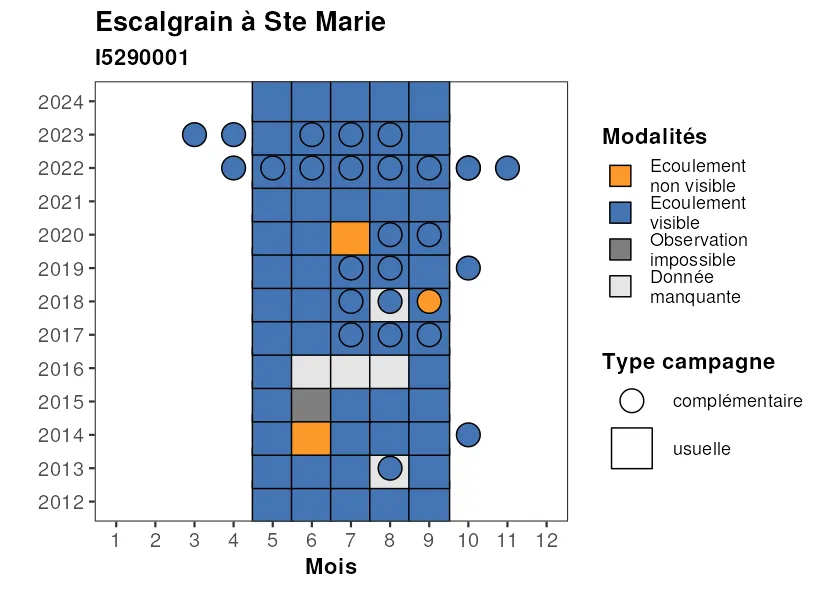 Escalgrain à Ste Marie
I5290001
2024
2023
2022
2021
2020
2019
2018
2017
2016
2015
2014
2013
2012
1 2 3 4 5 6 7 8 9 10 11 12
Mois
Modalités
Ecoulement
non visible
Ecoulement
visible
Observation
impossible
Donnée
manquante
Type campagne
complémentaire
usuelle